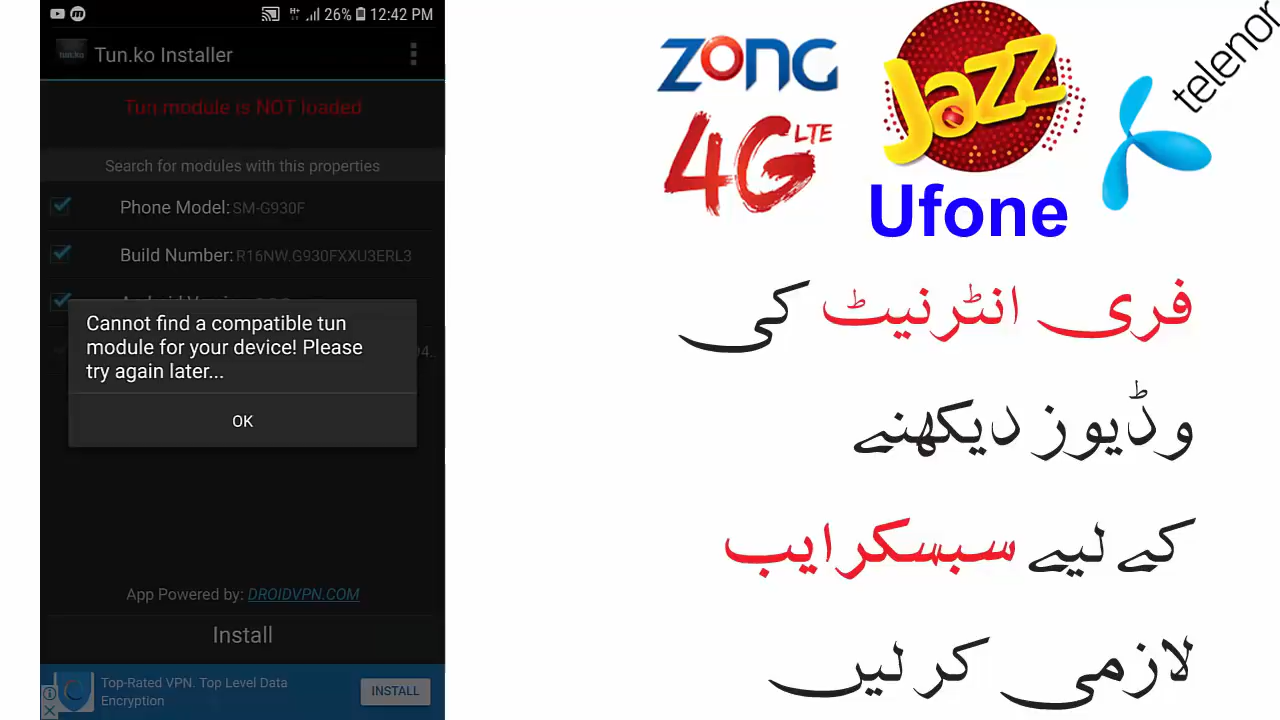 H+
26%
12:42 PM
Tun.ko Installer
Tun module is NOT loaded
Search for modules with this properties
Phone Model: SM-G930F
Build Number: R16NW.G930FXXU3ERL3
Cannot find a compatible tun
module for your device! Please
try again later...
OK
App Powered by: DROIDVPN.COM
Install
Top-Rated VPN. Top Level Data
Encryption
INSTALL
ZONG
4G LTE
Jazz
telenor
Ufone
فری انٹرنیٹ کی
وڈیوز دیکھنے
کے لیے سبسکرایب
لازمی کر لیں